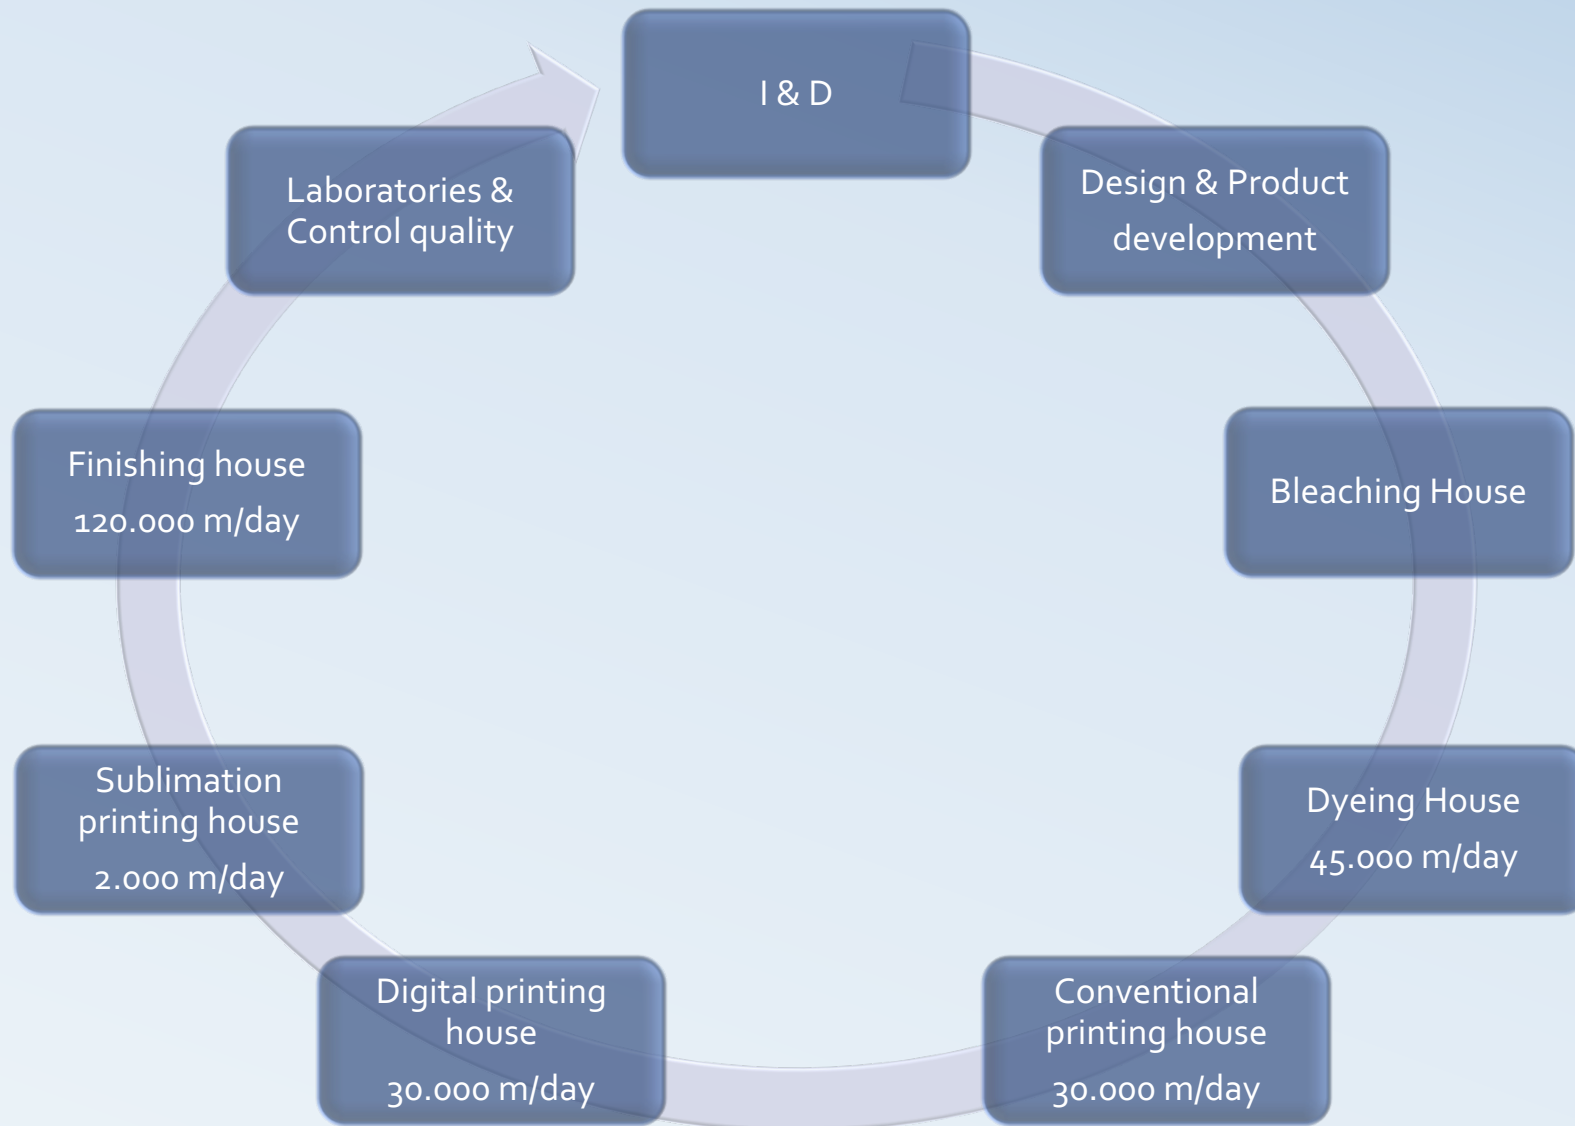 I & D
Design & Product
development
Bleaching House
Dyeing House
45.000 m/day
Conventional
printing house
30.000 m/day
Digital printing
house
30.000 m/day
Sublimation
printing house
2.000 m/day
Finishing house
120.000 m/day
Laboratories &
Control quality